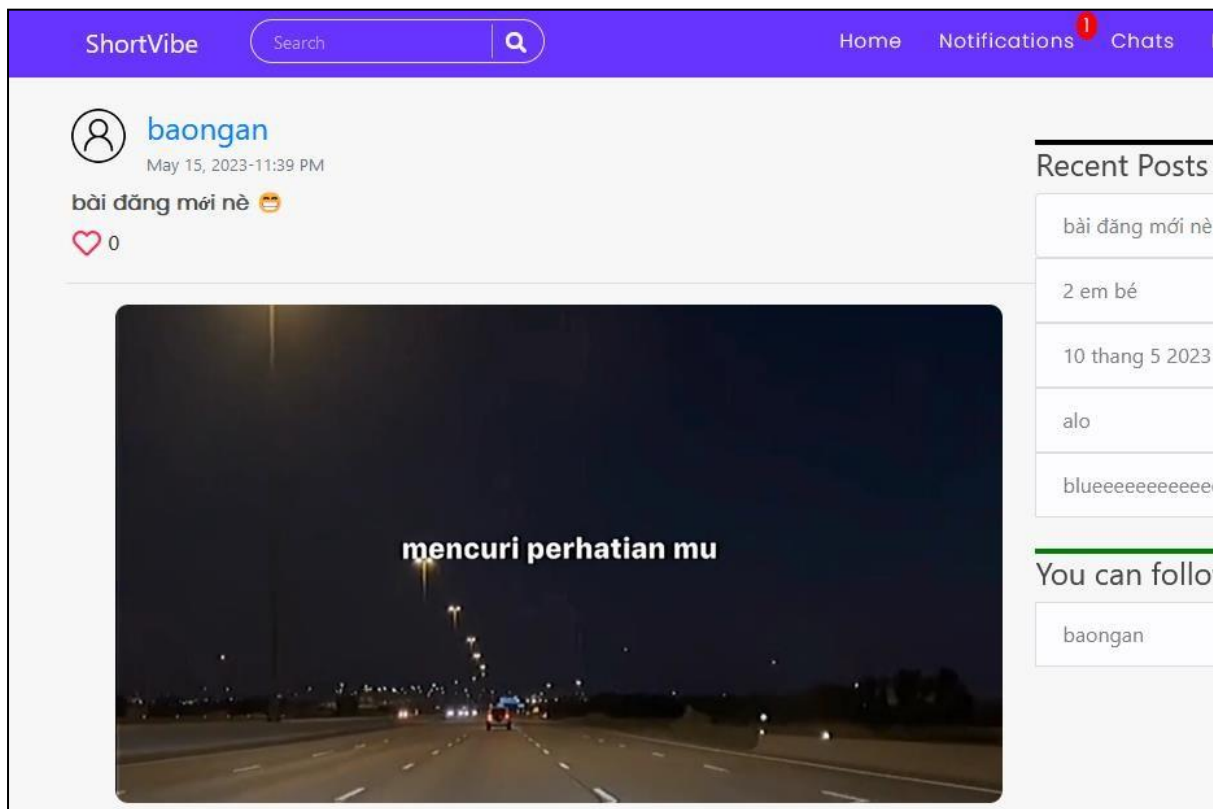 ShortVibe
Search
Home
Notifications
1
Chats
baongan
May 15, 2023-11:39 PM
bài đăng mới nè 😁
0
mencuri perhatian mu
Recent Posts
bài đăng mới nè
2 em bé
10 thang 5 2023
alo
You can
baongan